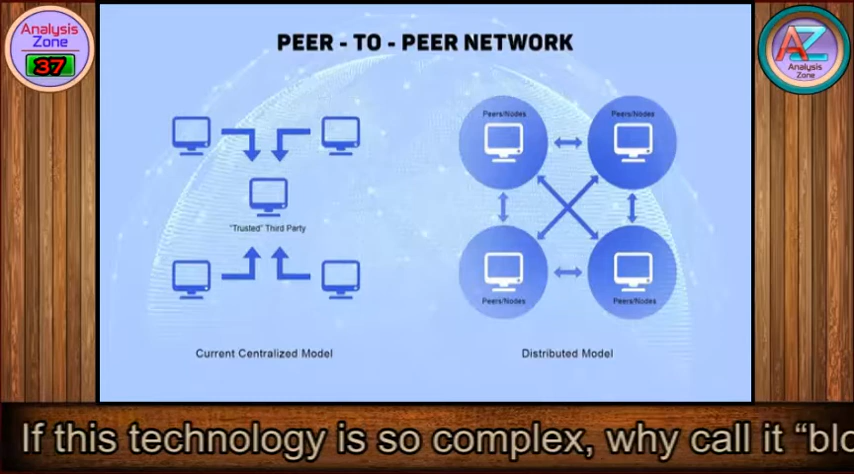 Analysis
Zone
37
PEER - TO - PEER NETWORK
AZ
Analysis
Zone
Peers/Nodes
Peers/Nodes
"Trusted" Third Party
Peers/Nodes
Peers/Nodes
Current Centralized Model
Distributed Model
If this technology is so complex, why call it “blo